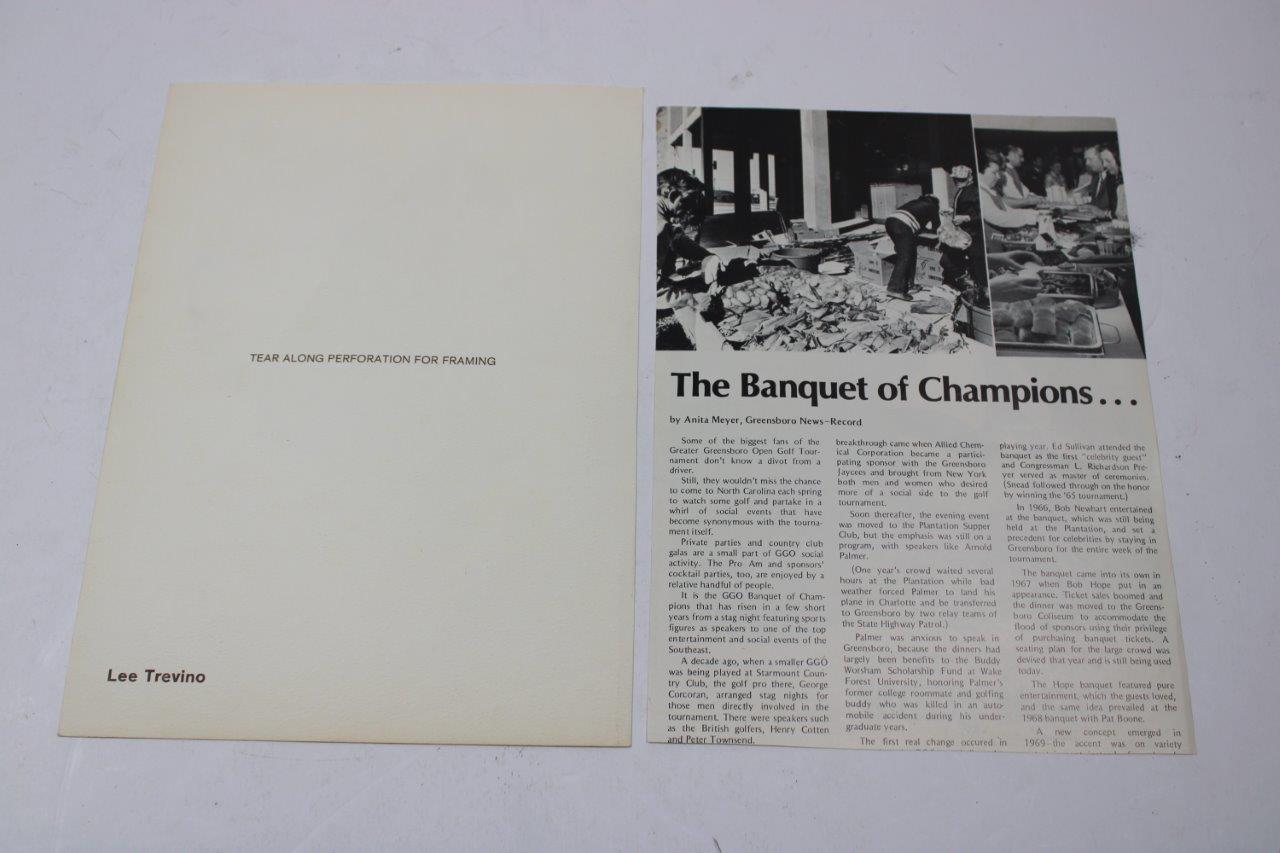 TEAR ALONG PERFORATION FOR FRAMING
Lee Trevino
The Banquet of Champions...
by Anita Meyer, Greensboro News-Record
Some of the biggest fans of the
Greater Greensboro Open Golf Tour-
nament don't know a divot from a
driver.
Still, they wouldn't miss the chance
to come to North Carolina each spring
to watch some golf and partake in a
whirl of social events that have
become synonymous with the tourna-
ment itself.
Private parties and country club
galas are a small part of GGO social
activity. The Pro Am and sponsors'
cocktail parties, too, are enjoyed by a
relative handful of people.
It is the GGO Banquet of Cham-
pions that has risen in a few short
years from a stag night featuring sports
figures as speakers to one of the top
entertainment and social events of the
Southeast.
A decade ago, when a smaller GGO
was being played at Starmount Coun-
try Club, the golf pro there, George
Corcoran, arranged stag nights for
those men directly involved in the
tournament. There were speakers such
as the British golfers, Henry Cotten
and Peter Townsend.
breakthrough came when Allied Chem-
ical Corporation became a partici-
pating sponsor with the Greensboro
Jaycees and brought from New York
both men and women who desired
more of a social side to the golf
tournament.
Soon thereafter, the evening event
was moved to the Plantation Supper
Club, but the emphasis was still on a
program, with speakers like Arnold
Palmer.
(One year's crowd waited several
hours at the Plantation while bad
weather forced Palmer to land his
plane in Charlotte and be transferred
to Greensboro by two relay teams of
the State Highway Patrol.)
Palmer was anxious to speak in
Greensboro, because the dinners had
largely been benefits to the Buddy
Worsham Scholarship Fund at Wake
Forest University, honoring Palmer's
former college roommate and golfing
buddy who was killed in an auto-
mobile accident during his under-
graduate years.
The first real change occured in
playing year. Ed Sullivan attended the
banquet as the first "celebrity guest"
and Congressman L. Richardson Pre-
yer served as master of ceremonies.
(Snead followed through on the honor
by winning the '65 tournament.)
In 1966, Bob Newhart entertained
at the banquet, which was still being
held at the Plantation, and set a
precedent for celebrities by staying in
Greensboro for the entire week of the
tournament.
The banquet came into its own in
1967 when Bob Hope put in an
appearance. Ticket sales boomed and
the dinner was moved to the Greens-
boro Coliseum to accommodate the
flood of sponsors using their privilege
of purchasing banquet tickets. A
seating plan for the large crowd was
devised that year and is still being used
today.
The Hope banquet featured pure
entertainment, which the guests loved,
and the same idea prevailed at the
1968 banquet with Pat Boone.
A new concept emerged in
1969—the accent was on variety